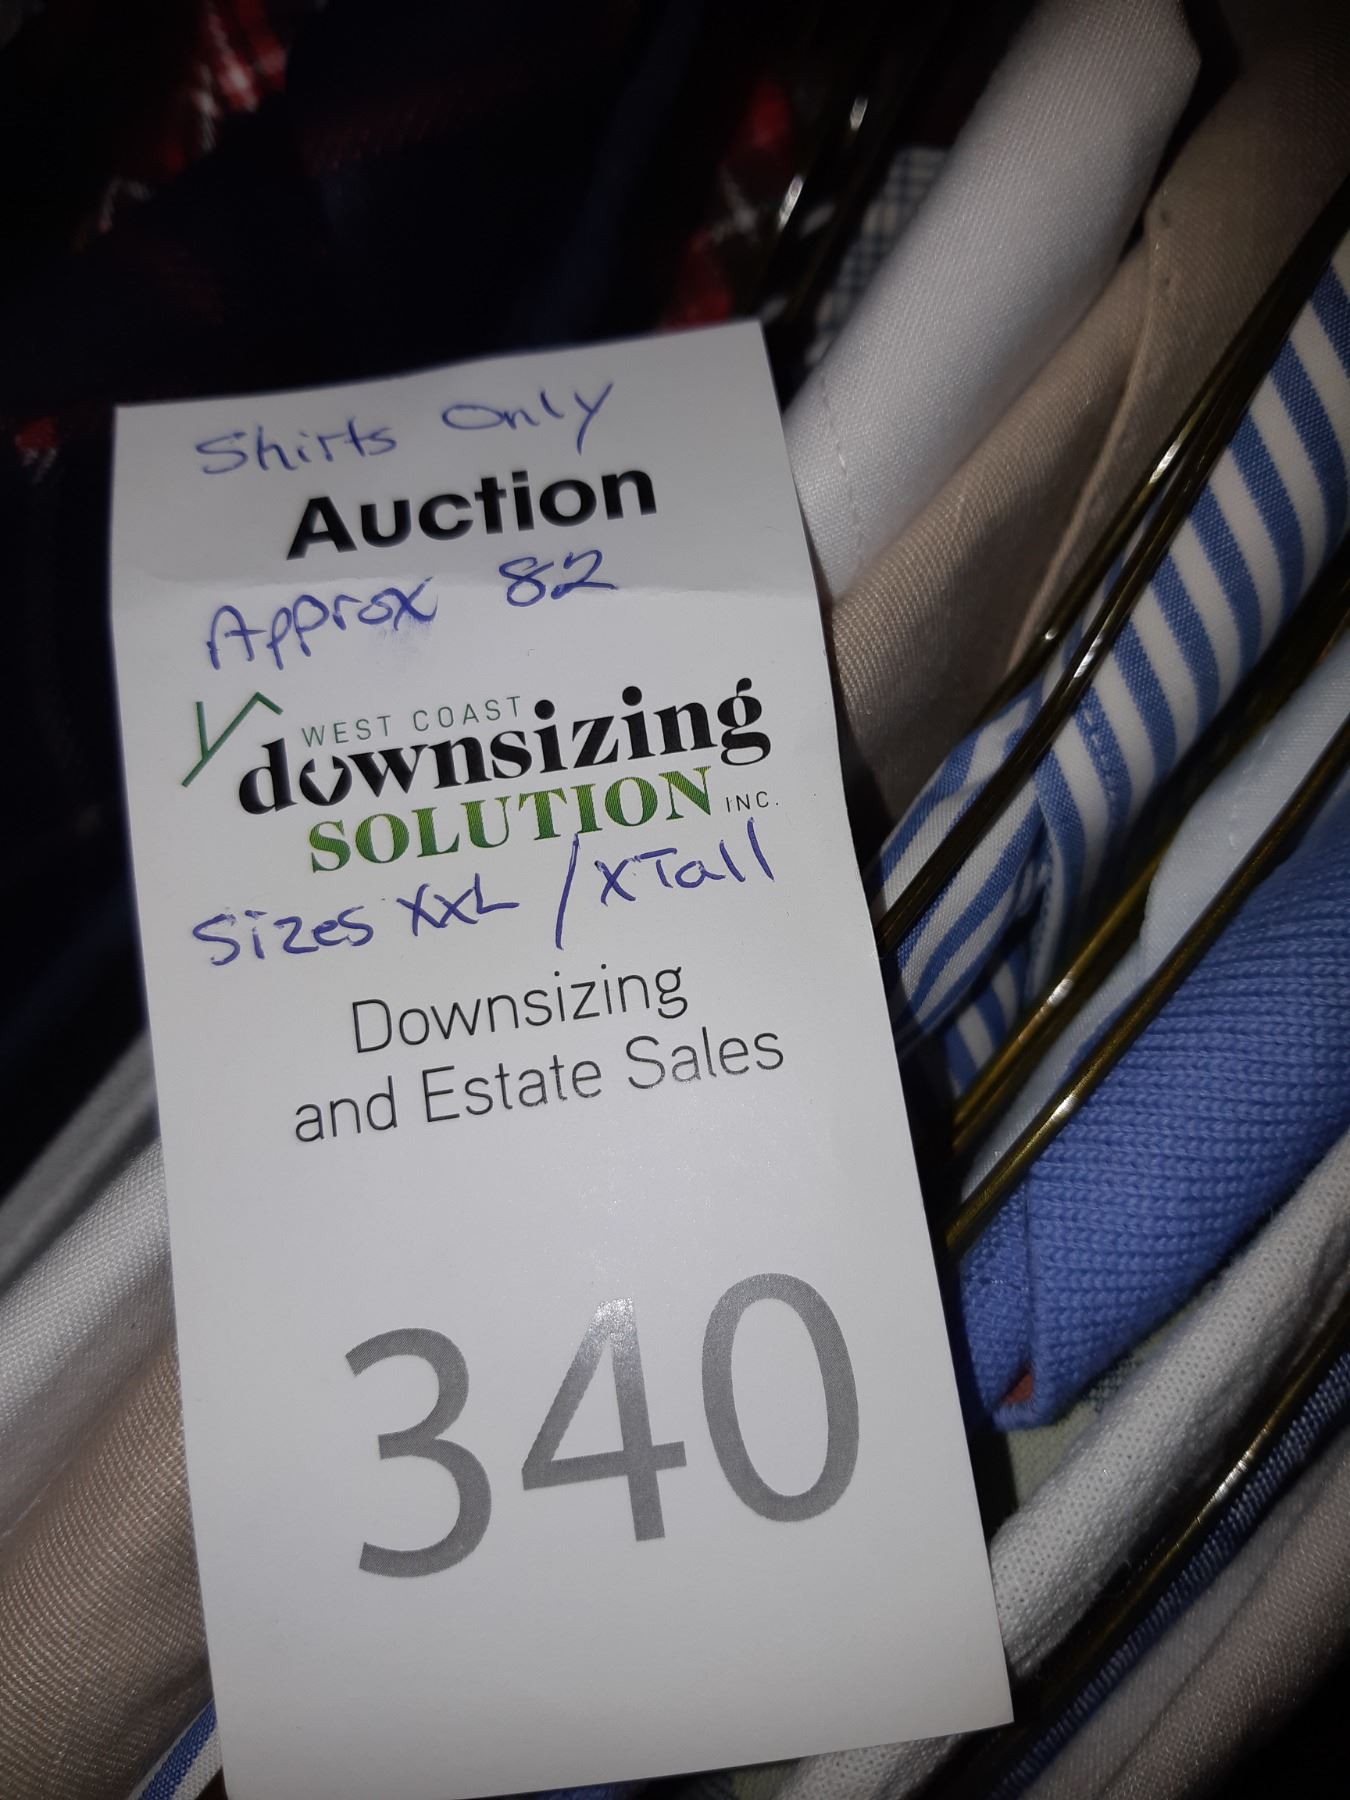 Shirts Only
Auction
Approx 82
WEST COAST
downsizing
SOLUTION INC.
Sizes XXL / XTall
Downsizing
and Estate Sales
340